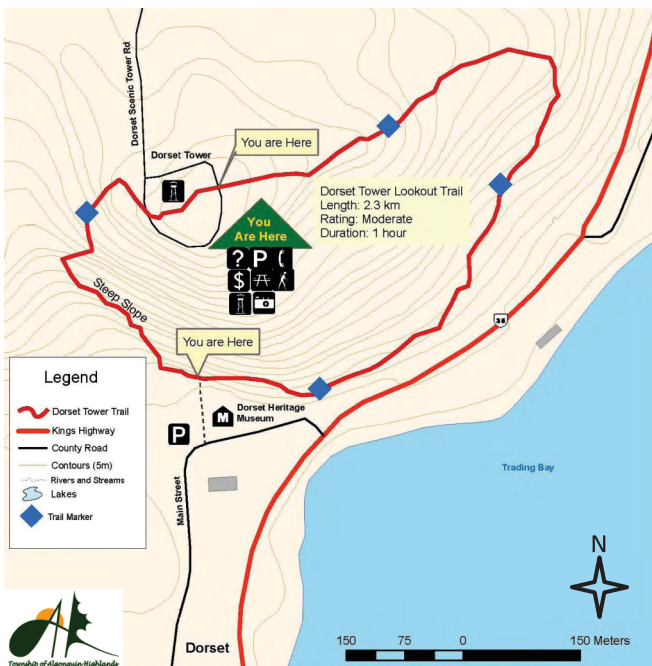 Dorset Scenic Tower Rd
You are Here
Dorset Tower
Dorset Tower Lookout Trail
Length: 2.3 km
Rating: Moderate
Duration: 1 hour
You
Are Here
? P
$
Steep Slope
You are Here
35
Legend
Dorset Tower Trail
Kings Highway
County Road
Contours (5m)
Rivers and Streams
Lakes
Trail Marker
M
Dorset Heritage
Museum
P
Main Street
Trading Bay
N
Dorset
150 75 0 150 Meters
Township of Algonquin Highlands